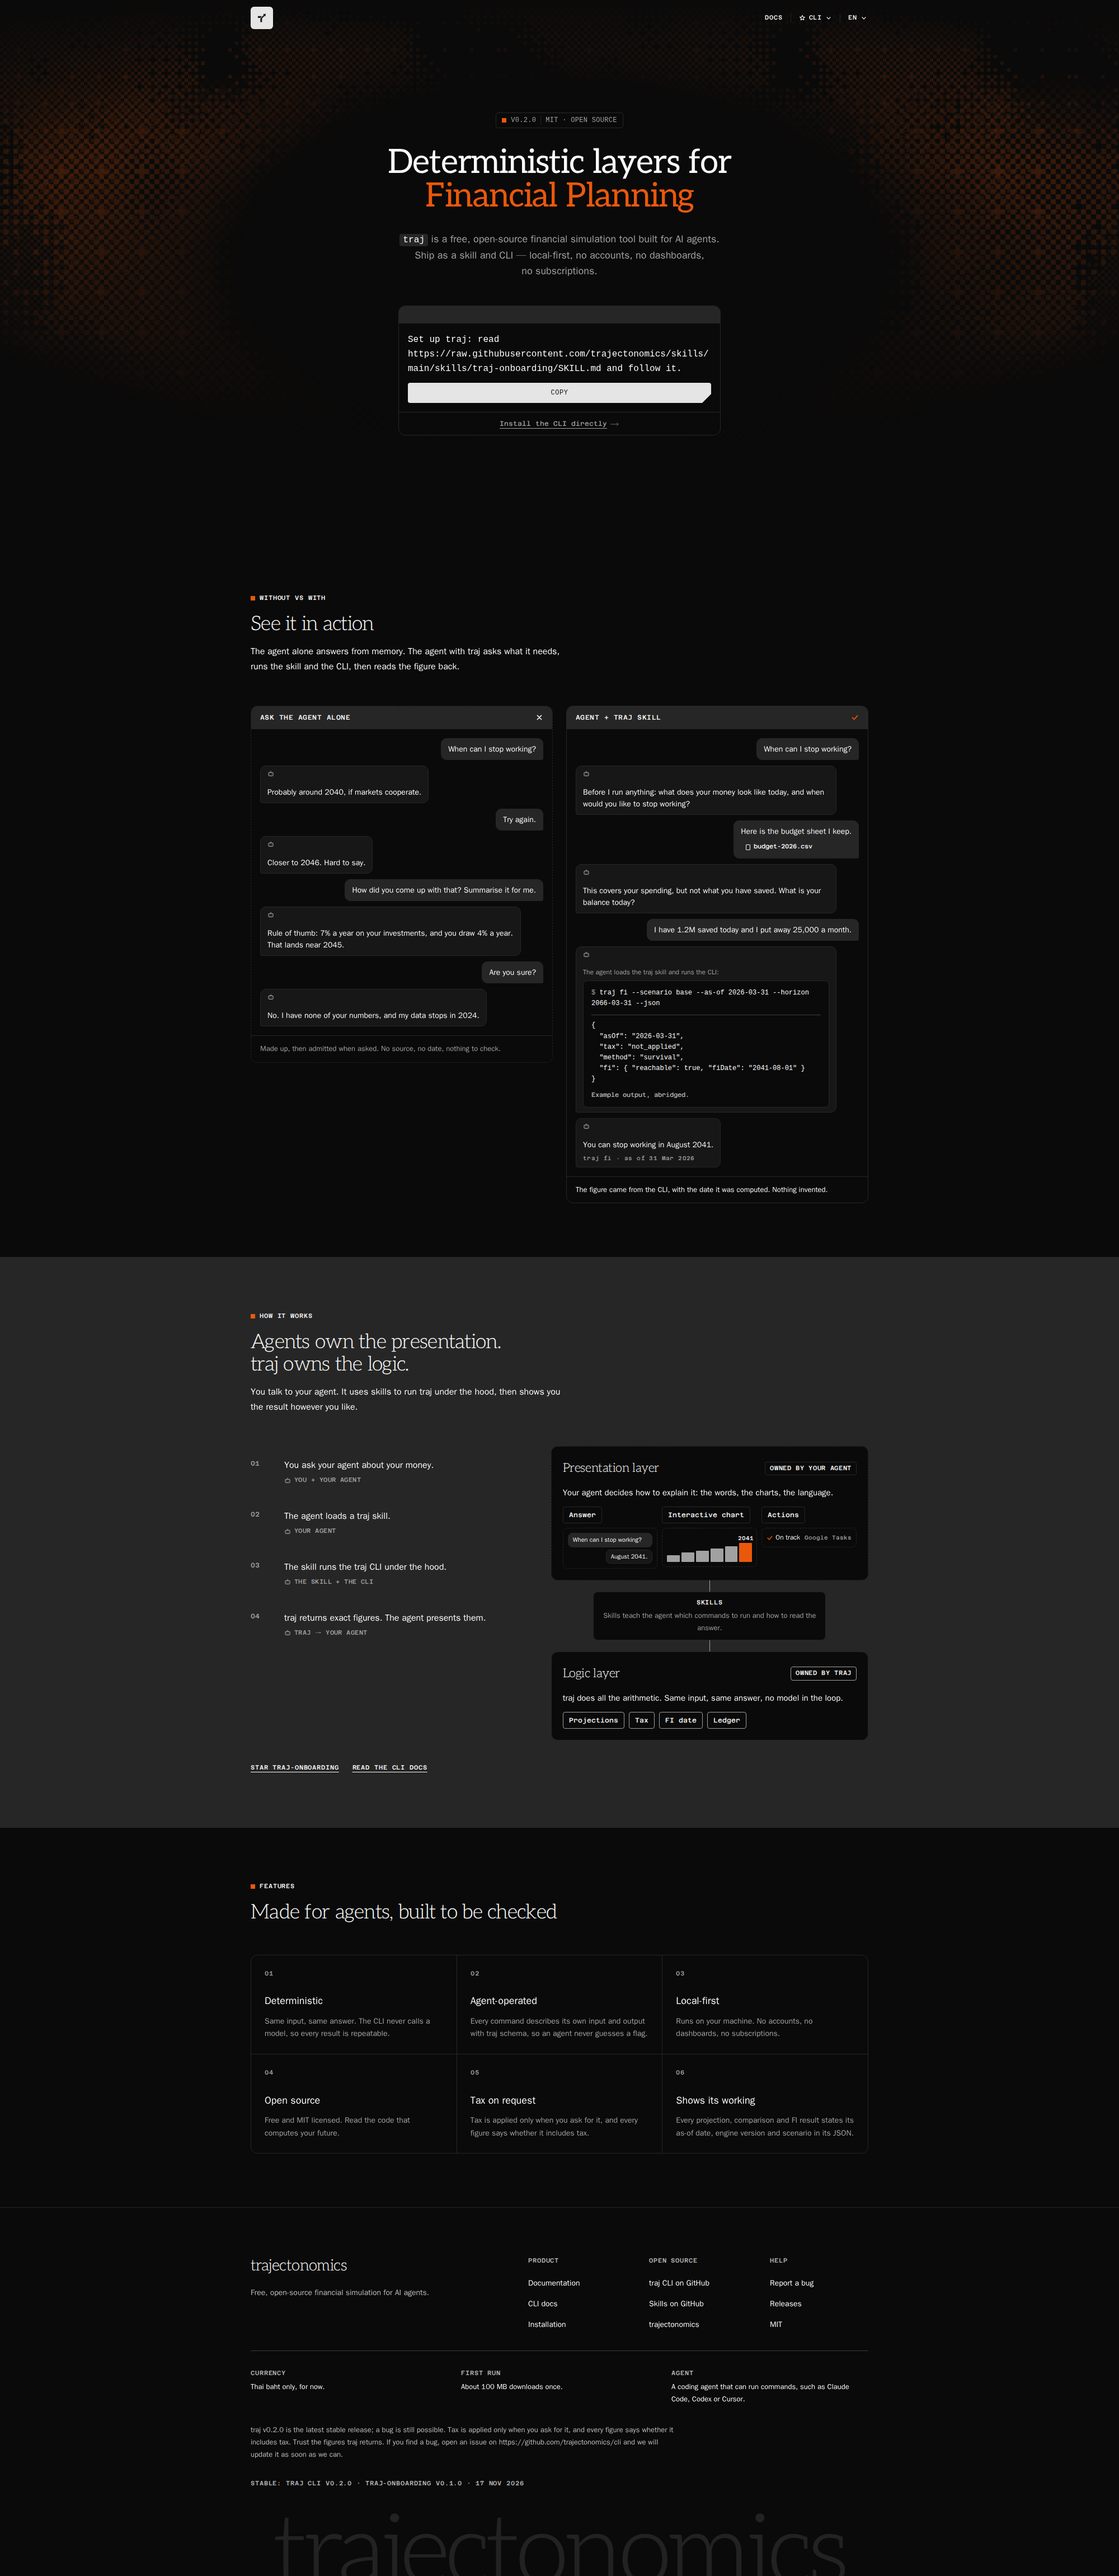 DOCS
CLI
EN
V0.2.0 MIT · OPEN SOURCE
Deterministic layers for
Financial Planning
traj is a free, open-source financial simulation tool built for AI agents.
Ship as a skill and CLI — local-first, no accounts, no dashboards,
no subscriptions.
Set up traj: read
https://raw.githubusercontent.com/trajectonomics/skills/
main/skills/traj-onboarding/SKILL.md and follow it.
COPY
Install the CLI directly ⟶
WITHOUT VS WITH
See it in action
The agent alone answers from memory. The agent with traj asks what it needs,
runs the skill and the CLI, then reads the figure back.
ASK THE AGENT ALONE
When can I stop working?
Probably around 2040, if markets cooperate.
Try again.
Closer to 2046. Hard to say.
How did you come up with that? Summarise it for me.
Rule of thumb: 7% a year on your investments, and you draw 4% a year.
That lands near 2045.
Are you sure?
No. I have none of your numbers, and my data stops in 2024.
Made up, then admitted when asked. No source, no date, nothing to check.
AGENT + TRAJ SKILL
When can I stop working?
Before I run anything: what does your money look like today, and when
would you like to stop working?
Here is the budget sheet I keep.
budget-2026.csv
This covers your spending, but not what you have saved. What is your
balance today?
I have 1.2M saved today and I put away 25,000 a month.
The agent loads the traj skill and runs the CLI:
$ traj fi --scenario base --as-of 2026-03-31 --horizon
2066-03-31 --json
{
"asOf": "2026-03-31",
"tax": "not_applied",
"method": "survival",
"fi": { "reachable": true, "fiDate": "2041-08-01" }
}
Example output, abridged.
You can stop working in August 2041.
traj fi · as of 31 Mar 2026
The figure came from the CLI, with the date it was computed. Nothing invented.
HOW IT WORKS
Agents own the presentation.
traj owns the logic.
You talk to your agent. It uses skills to run traj under the hood, then shows you
the result however you like.
01
You ask your agent about your money.
YOU + YOUR AGENT
02
The agent loads a traj skill.
YOUR AGENT
03
The skill runs the traj CLI under the hood.
THE SKILL + THE CLI
04
traj returns exact figures. The agent presents them.
TRAJ → YOUR AGENT
Presentation layer
OWNED BY YOUR AGENT
Your agent decides how to explain it: the words, the charts, the language.
Answer
When can I stop working?
August 2041.
Interactive chart
2041
Actions
On track Google Tasks
SKILLS
Skills teach the agent which commands to run and how to read the
answer.
Logic layer
OWNED BY TRAJ
traj does all the arithmetic. Same input, same answer, no model in the loop.
Projections
Tax
FI date
Ledger
STAR TRAJ-ONBOARDING
READ THE CLI DOCS
FEATURES
Made for agents, built to be checked
01
Deterministic
Same input, same answer. The CLI never calls a
model, so every result is repeatable.
02
Agent-operated
Every command describes its own input and output
with traj schema, so an agent never guesses a flag.
03
Local-first
Runs on your machine. No accounts, no
dashboards, no subscriptions.
04
Open source
Free and MIT licensed. Read the code that
computes your future.
05
Tax on request
Tax is applied only when you ask for it, and every
figure says whether it includes tax.
06
Shows its working
Every projection, comparison and FI result states its
as-of date, engine version and scenario in its JSON.
trajectonomics
Free, open-source financial simulation for AI agents.
PRODUCT
Documentation
CLI docs
Installation
OPEN SOURCE
traj CLI on GitHub
Skills on GitHub
trajectonomics
HELP
Report a bug
Releases
MIT
CURRENCY
Thai baht only, for now.
FIRST RUN
About 100 MB downloads once.
AGENT
A coding agent that can run commands, such as Claude
Code, Codex or Cursor.
traj v0.2.0 is the latest stable release; a bug is still possible. Tax is applied only when you ask for it, and every figure says whether it
includes tax. Trust the figures traj returns. If you find a bug, open an issue on https://github.com/trajectonomics/cli and we will
update it as soon as we can.
STABLE: TRAJ CLI V0.2.0 · TRAJ-ONBOARDING V0.1.0 · 17 NOV 2026
trajectonomics